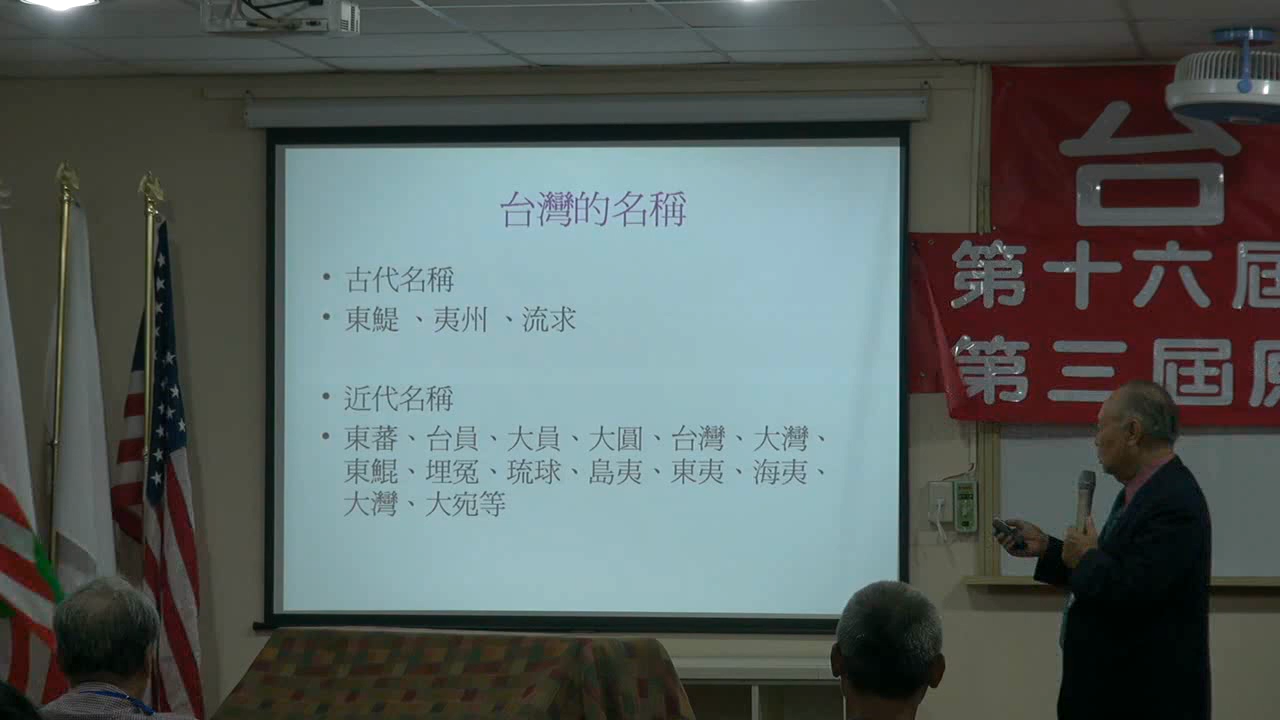 台灣的名稱
• 古代名稱
• 東鯷、夷州、流求
• 近代名稱
• 東蕃、台員、大員、大圓、台灣、大灣、
東鯤、埋冤、琉球、島夷、東夷、海夷、
大灣、大宛等
台
第十六屆
第三屆